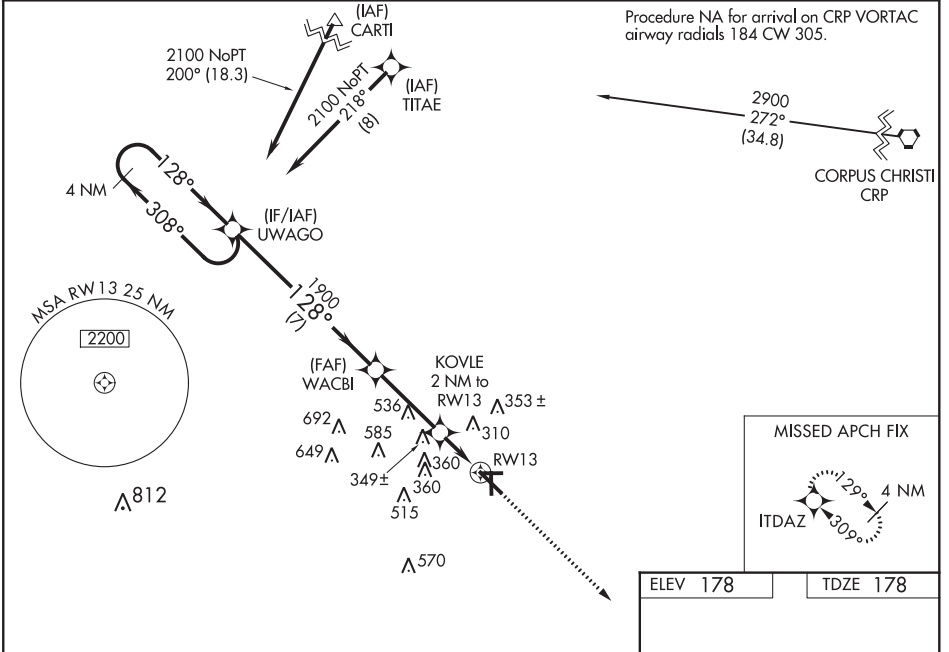 (IAF)
CARTI
2100 NoPT
200° (18.3)
(IAF)
TITAE
2100 NoPT
218°
(8)
Procedure NA for arrival on CRP VORTAC
airway radials 184 CW 305.
2900
272°
(34.8)
CORPUS CHRISTI
CRP
4 NM
128°
308°
(IF/IAF)
UWAGO
1900
128°
(7)
MSA RW13 25 NM
2200
(FAF)
WACBI
KOVLE
2 NM to
RW13
353 ±
536
692
310
585
649
349±
360
360
RW13
515
812
570
MISSED APCH FIX
ITDAZ
129°
309°
4 NM
ELEV 178
TDZE 178